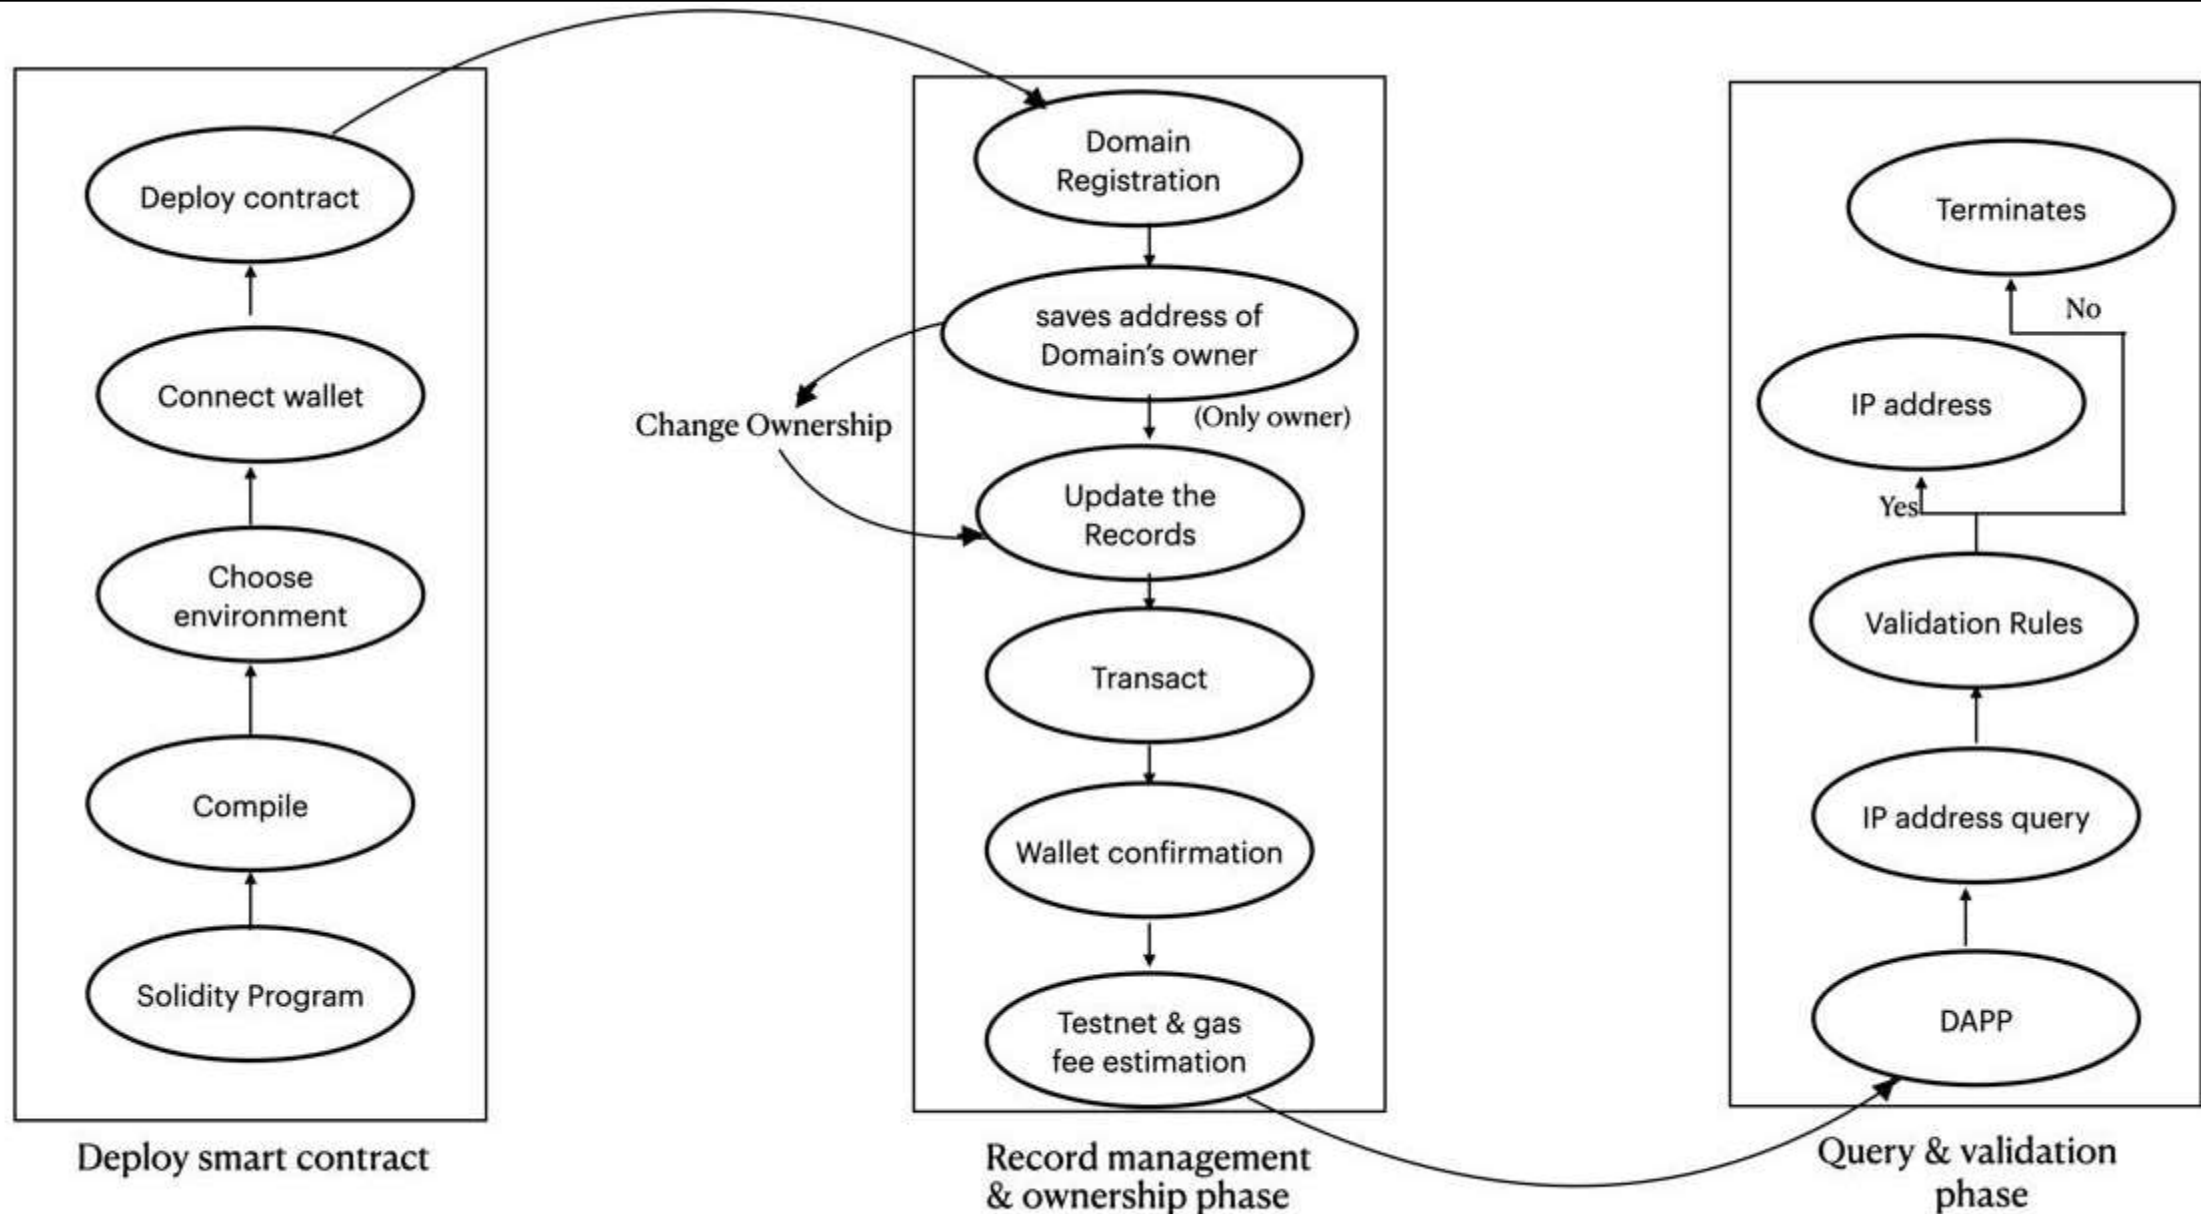 Deploy contract
Connect wallet
Choose
environment
Compile
Solidity Program
Deploy smart contract
Domain
Registration
saves address of
Domain's owner
(Only owner)
Change Ownership
Update the
Records
Transact
Wallet confirmation
Testnet & gas
fee estimation
Record management
& ownership phase
Terminates
No
IP address
Yes
Validation Rules
IP address query
DAPP
Query & validation
phase